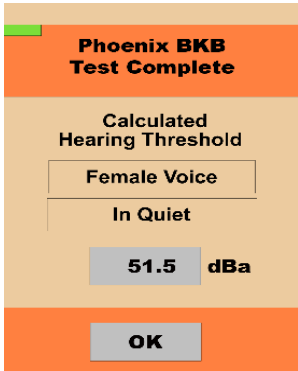 Phoenix BKB
Test Complete
Calculated
Hearing Threshold
Female Voice
In Quiet
51.5 dBa
OK